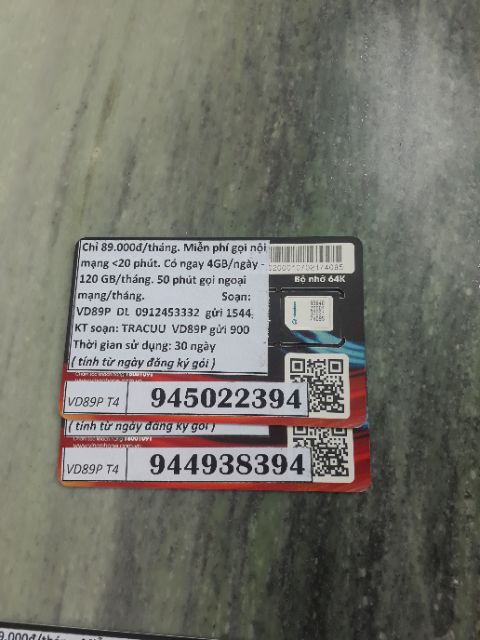 Chỉ 89.000đ/tháng. Miễn phí gọi nội
mạng <20 phút. Có ngay 4GB/ngày -
120 GB/tháng. 50 phút gọi ngoại
mạng/tháng. Soạn:
VD89P DL 0912453332 gửi 1544,
KT soạn: TRACUU VD89P gửi 900
Thời gian sử dụng: 30 ngày
( tính từ ngày đăng ký gói )
Bộ nhớ 64K
VD89P T4 945022394
( tính từ ngày đăng ký gói )
VD89P T4 944938394